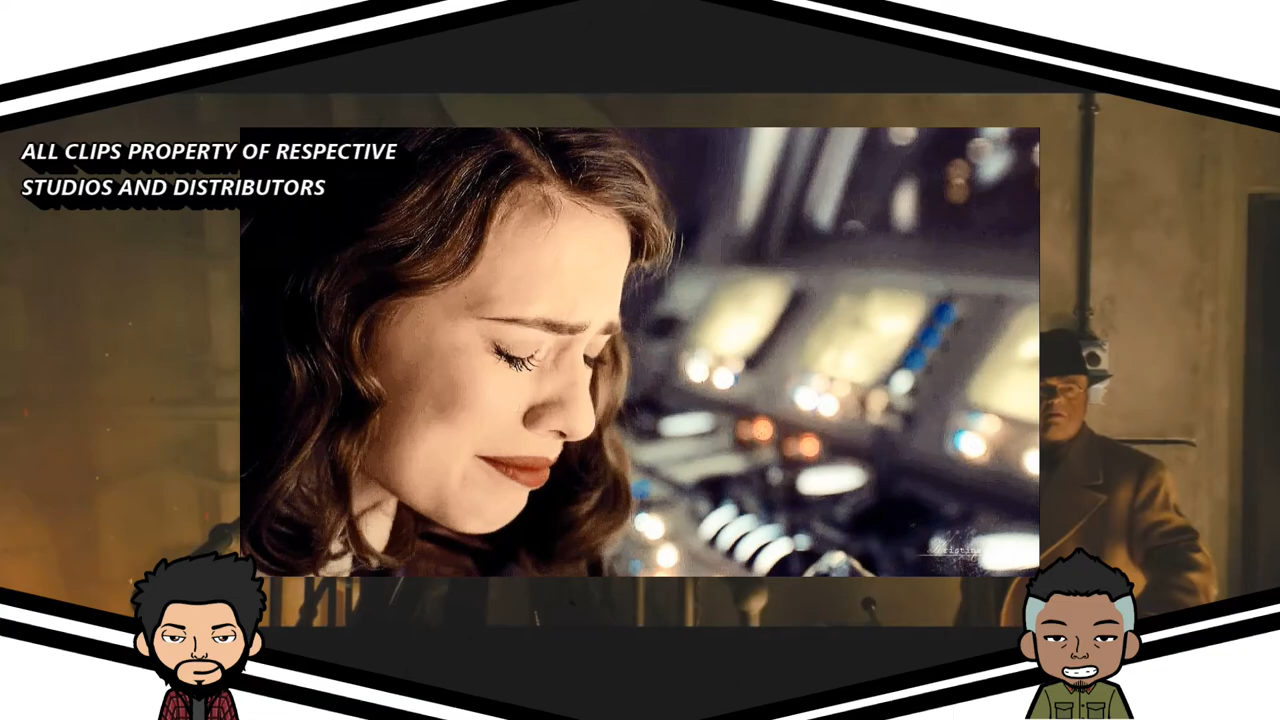 ALL CLIPS PROPERTY OF RESPECTIVE
STUDIOS AND DISTRIBUTORS